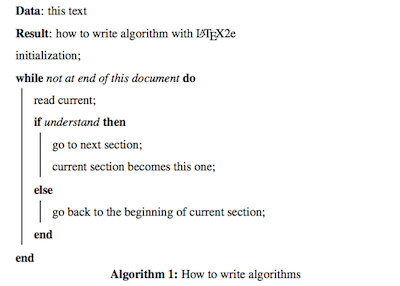 Data: this text
Result: how to write algorithm with LATEX2e
initialization;
while not at end of this document do
read current;
if understand then
go to next section;
current section becomes this one;
else
go back to the beginning of current section;
end
end
Algorithm 1: How to write algorithms